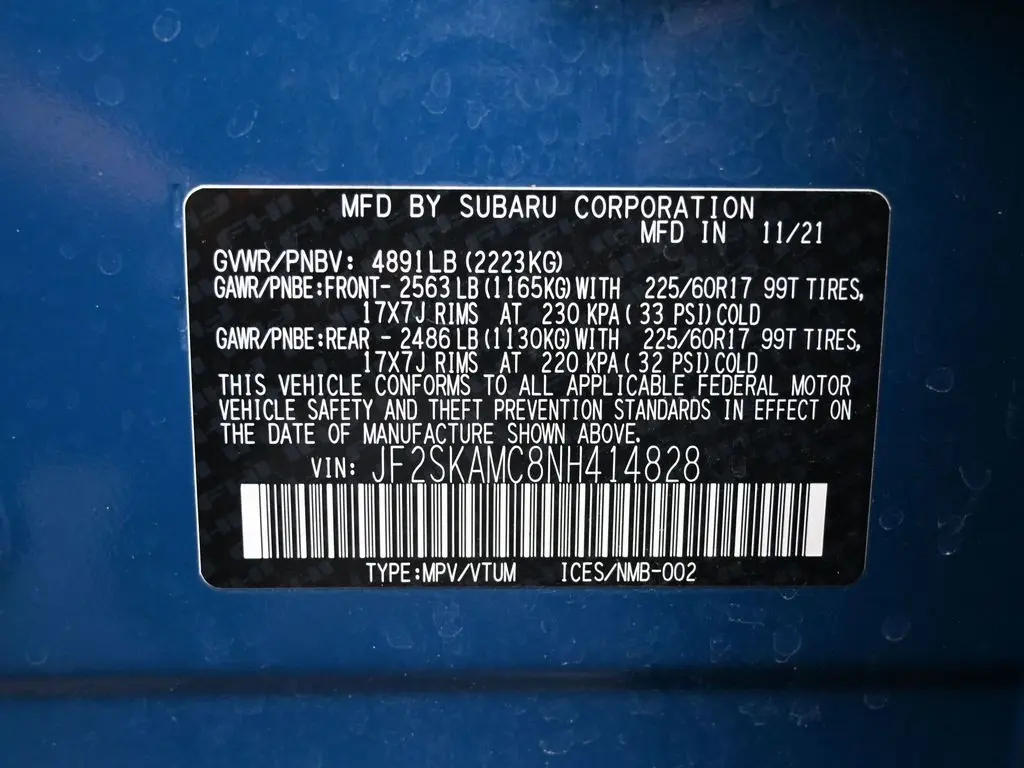 MFD BY SUBARU CORPORATION
MFD IN 11/21
GVWR/PNBV: 4891LB (2223KG)
GAWR/PNBE:FRONT- 2563 LB (1165KG) WITH 225/60R17 99T TIRES,
17X7J RIMS AT 230 KPA ( 33 PSI) COLD
GAWR/PNBE:REAR - 2486 LB (1130KG) WITH 225/60R17 99T TIRES,
17X7J RIMS AT 220 KPA ( 32 PSI) COLD
THIS VEHICLE CONFORMS TO ALL APPLICABLE FEDERAL MOTOR
VEHICLE SAFETY AND THEFT PREVENTION STANDARDS IN EFFECT ON
THE DATE OF MANUFACTURE SHOWN ABOVE.
VIN: JF2SKAMC8NH414828
TYPE:MPV/VTUM ICES/NMB-002